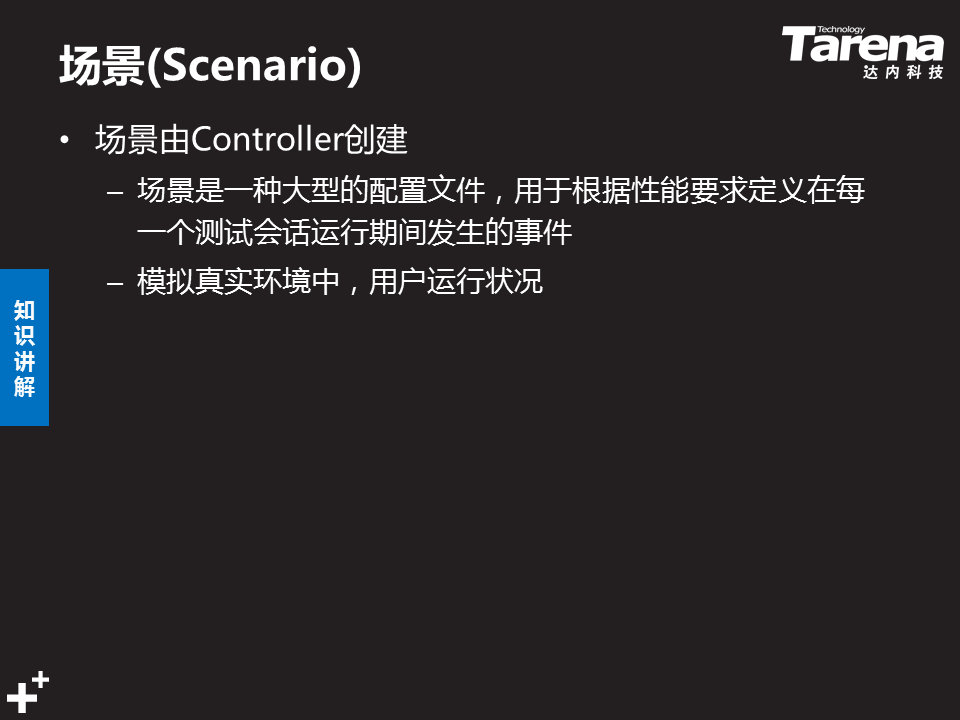 场景(Scenario)
Technology
Tarena
达内科技
• 场景由Controller创建
– 场景是一种大型的配置文件，用于根据性能要求定义在每
一个测试会话运行期间发生的事件
– 模拟真实环境中，用户运行状况
知
识
讲
解